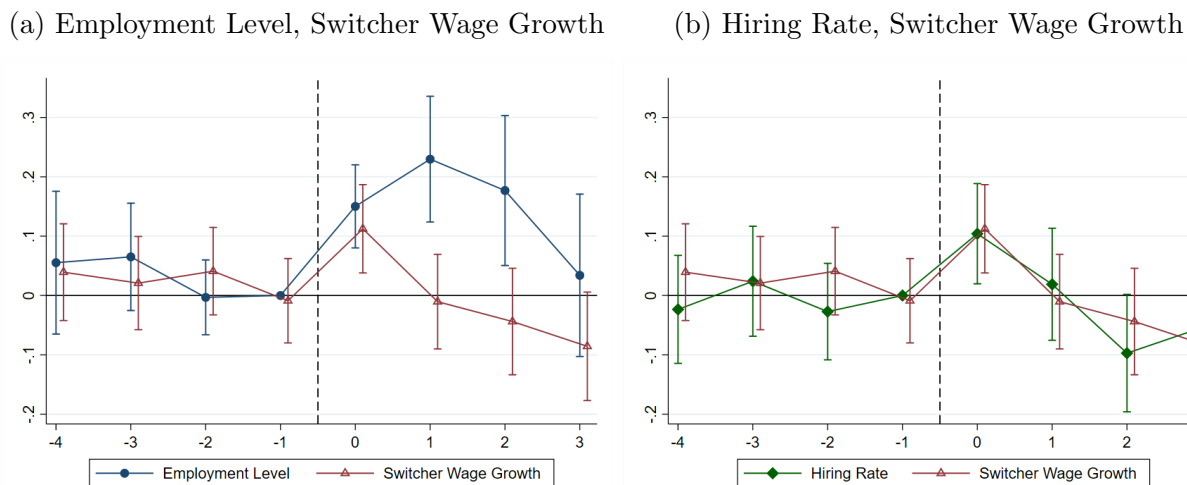 (a) Employment Level, Switcher Wage Growth
.3
.2
.1
0
-.1
-.2
-4 -3 -2 -1 0 1 2 3
Employment Level Switcher Wage Growth
(b) Hiring Rate, Switcher Wage Growth
.3
.2
.1
0
-.1
-.2
-4 -3 -2 -1 0 1 2
Hiring Rate Switcher Wage Growth